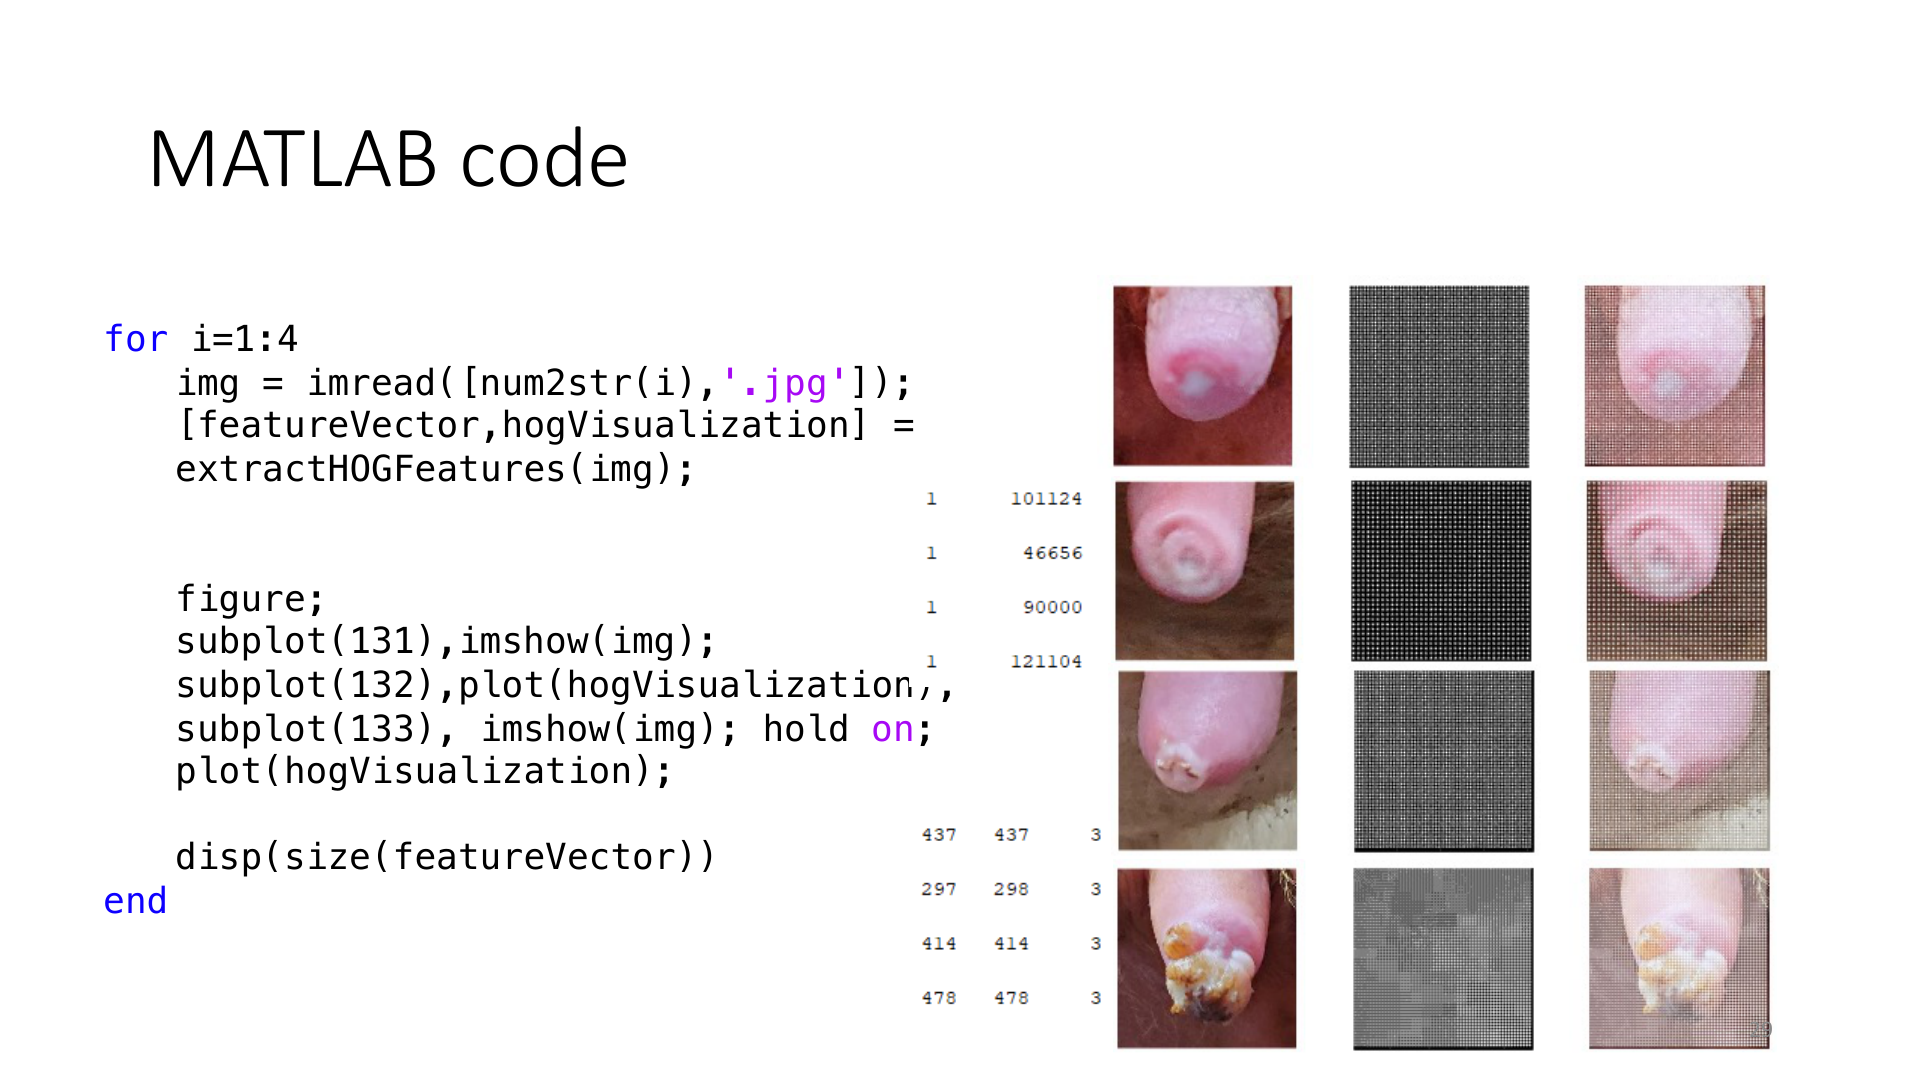 MATLAB code
for i=1:4
img = imread([num2str(i),'.jpg']);
[featureVector,hogVisualization] =
extractHOGFeatures(img);
figure;
subplot(131),imshow(img);
subplot(132),plot(hogVisualization),
subplot(133), imshow(img); hold on;
plot(hogVisualization);
disp(size(featureVector))
end
1 101124
1 46656
1 90000
1 121104
437 437 3
297 298 3
414 414 3
478 478 3